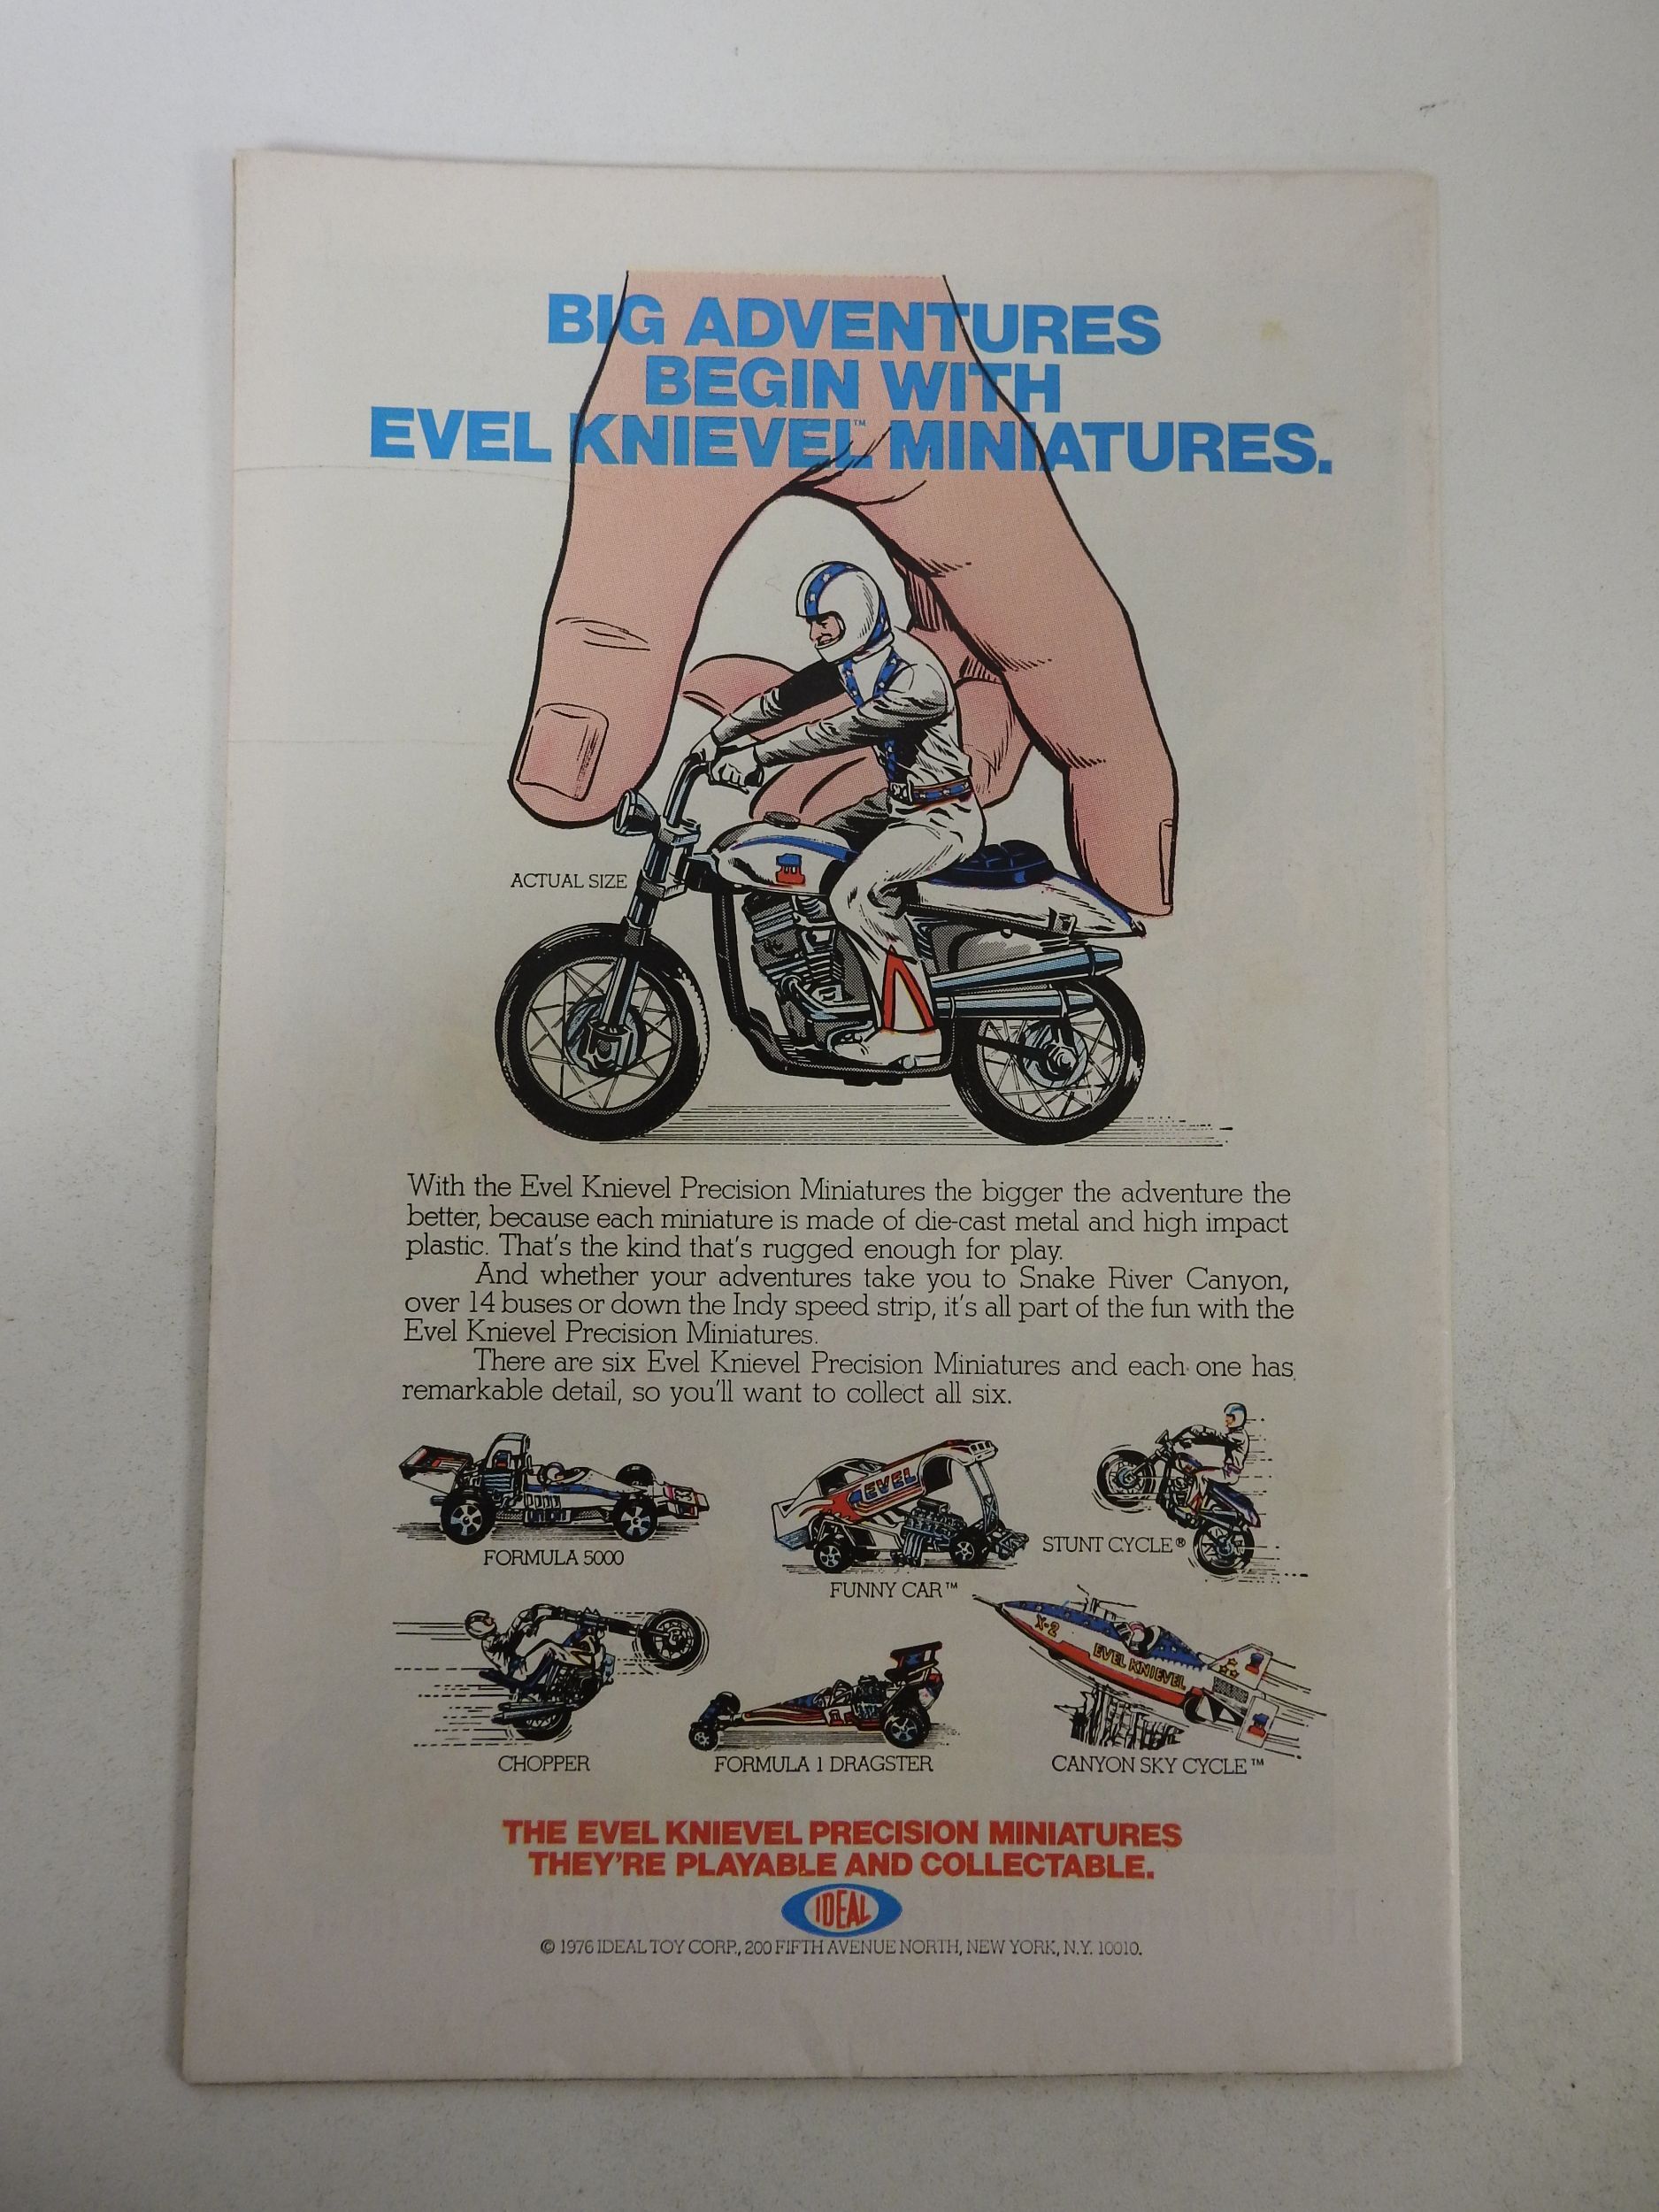 BIG ADVENTURES
BEGIN WITH
EVEL KNIEVEL™ MINIATURES.
ACTUAL SIZE
With the Evel Knievel Precision Miniatures the bigger the adventure the
better, because each miniature is made of die-cast metal and high impact
plastic. That's the kind that's rugged enough for play.
And whether your adventures take you to Snake River Canyon,
over 14 buses or down the Indy speed strip, it's all part of the fun with the
Evel Knievel Precision Miniatures.
There are six Evel Knievel Precision Miniatures and each one has
remarkable detail, so you'll want to collect all six.
EVEL
FORMULA 5000
FUNNY CAR™
STUNT CYCLE®
X-2
EVEL KNIEVEL
CHOPPER
FORMULA 1 DRAGSTER
CANYON SKY CYCLE™
THE EVEL KNIEVEL PRECISION MINIATURES
THEY'RE PLAYABLE AND COLLECTABLE.
IDEAL
© 1976 IDEAL TOY CORP., 200 FIFTH AVENUE NORTH, NEW YORK, N.Y. 10010.